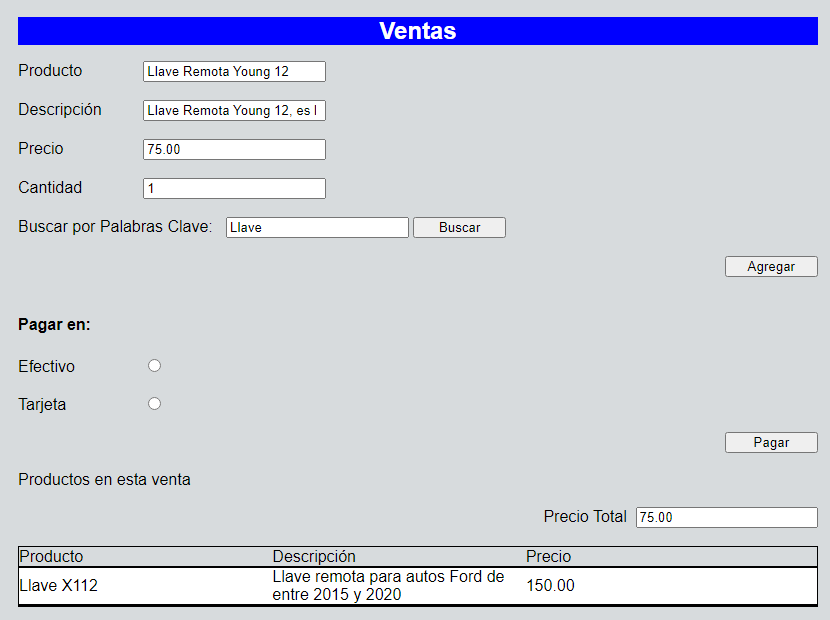 Ventas
Producto Llave Remota Young 12
Descripción Llave Remota Young 12, es l
Precio 75.00
Cantidad 1
Buscar por Palabras Clave: Llave Buscar
Agregar
Pagar en:
Efectivo
Tarjeta
Pagar
Productos en esta venta
Precio Total 75.00
Producto Descripción Precio
Llave X112 Llave remota para autos Ford de 150.00
entre 2015 y 2020